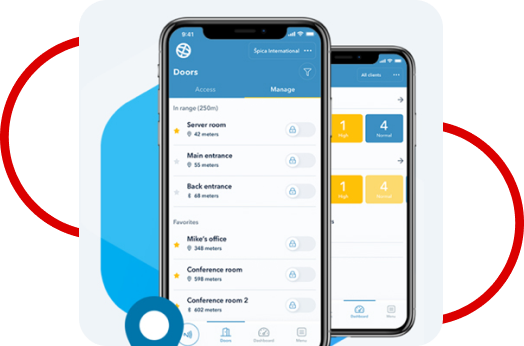 9:41
Špica International
Doors
Access
Manage
In range (250m)
Server room
42 meters
Main entrance
55 meters
Back entrance
68 meters
Favorites
Mike's office
348 meters
Conference room
598 meters
Conference room 2
602 meters
Doors
Dashboard
Menu
All clients
1
High
4
Normal
1
High
4
Normal
Dashboard
Menu